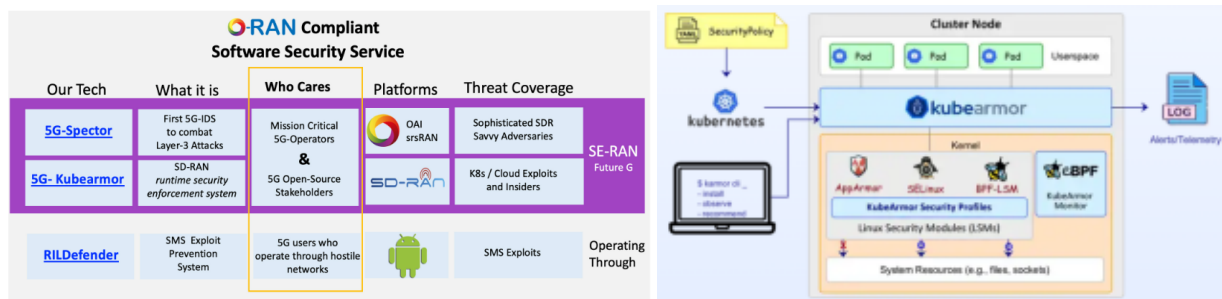 O-RAN Compliant
Software Security Service
Our Tech
What it is
Who Cares
Platforms
Threat Coverage
5G-Spector
First 5G-IDS
to combat
Layer-3 Attacks
Mission Critical
5G-Operators
&
5G Open-Source
Stakeholders
OAI
srsRAN
Sophisticated SDR
Savvy Adversaries
SE-RAN
Future G
5G- Kubearmor
SD-RAN
runtime security
enforcement system
SD-RAN
K8s / Cloud Exploits
and Insiders
RILDefender
SMS Exploit
Prevention
System
5G users who
operate through hostile
networks
SMS Exploits
Operating
Through
YAML
SecurityPolicy
kubernetes
$ karmor cli _
- install
- observe
- recommend
Cluster Node
Pod
Pod
Pod
Userspace
kubearmor
Kernel
AppArmor
SELinux
BPF-LSM
KubeArmor Security Profiles
Linux Security Modules (LSMs)
eBPF
KubeArmor
Monitor
System Resources (e.g., files, sockets)
LOG
Alerts/Telemetry